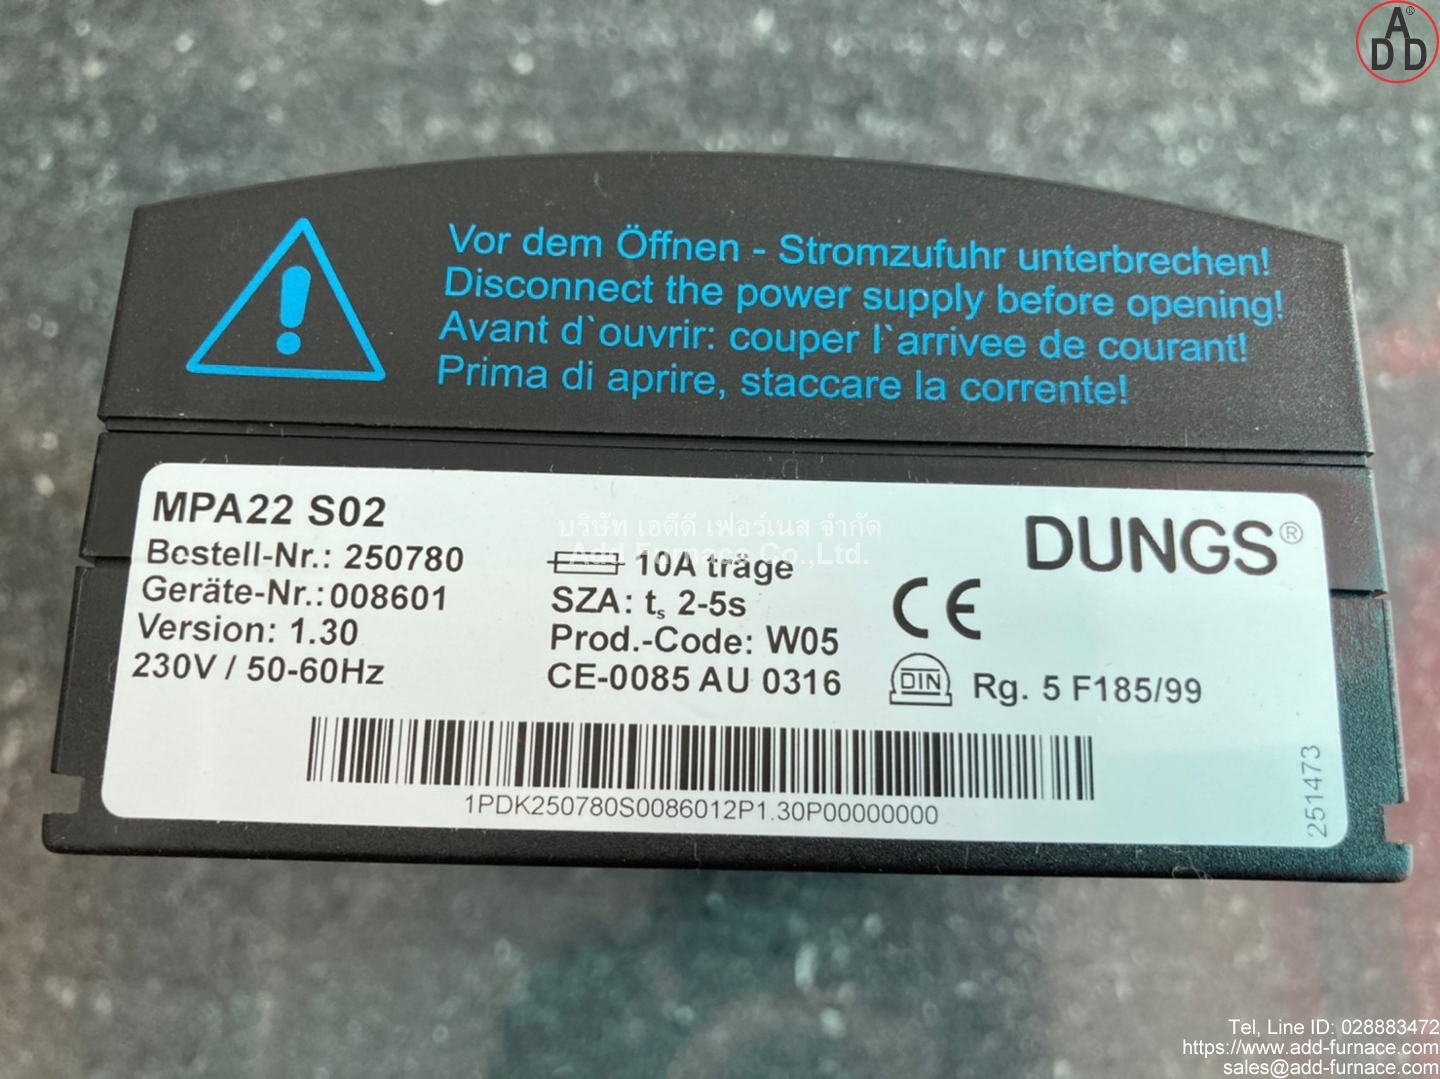 ADD®
Vor dem Öffnen - Stromzufuhr unterbrechen!
Disconnect the power supply before opening!
Avant d`ouvrir: couper l`arrivee de courant!
Prima di aprire, staccare la corrente!
MPA22 S02
Bestell-Nr.: 250780
Geräte-Nr.:008601
Version: 1.30
230V / 50-60Hz
บริษัท เอดีดี เฟอร์เนส จำกัด
Add Furnace Co.,Ltd.
10A träge
SZA: ts 2-5s
Prod.-Code: W05
CE-0085 AU 0316
DUNGS®
CE
DIN Rg. 5 F185/99
1PDK250780S0086012P1.30P00000000
251473
Tel, Line ID: 028883472
https://www.add-furnace.com
sales@add-furnace.com